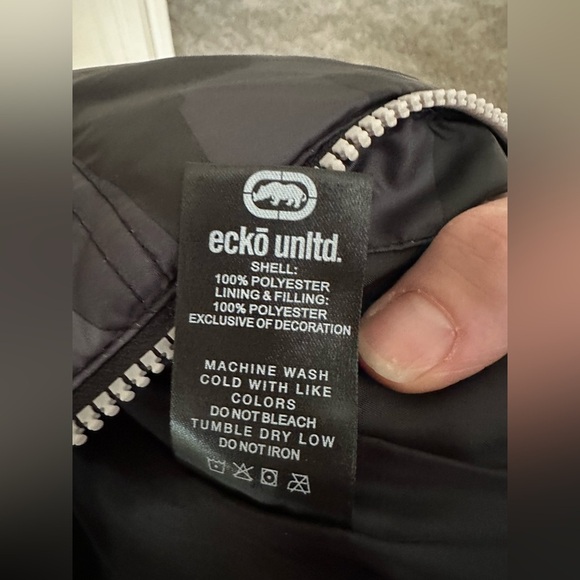 eckō unltd.
SHELL:
100% POLYESTER
LINING & FILLING:
100% POLYESTER
EXCLUSIVE OF DECORATION
MACHINE WASH
COLD WITH LIKE
COLORS
DO NOT BLEACH
TUMBLE DRY LOW
DO NOT IRON